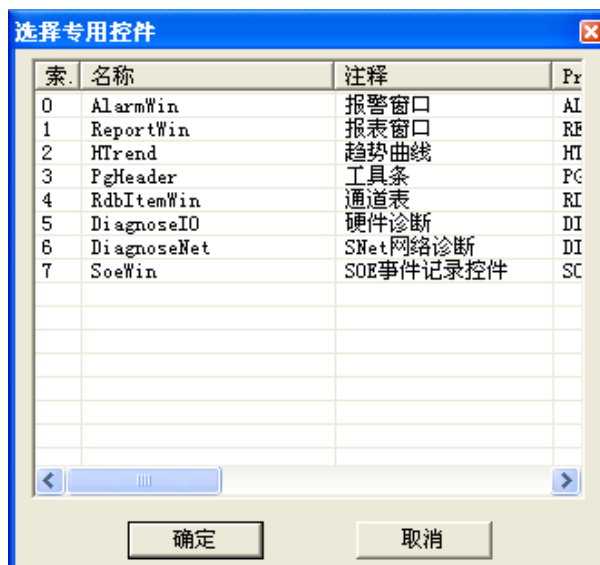 选择专用控件
索. 名称 注释 Pr
0 AlarmWin 报警窗口 AL
1 ReportWin 报表窗口 RE
2 HTrend 趋势曲线 HT
3 PgHeader 工具条 PG
4 RdbItemWin 通道表 RD
5 DiagnoseIO 硬件诊断 DI
6 DiagnoseNet SNet网络诊断 DI
7 SoeWin SOE事件记录控件 SO
确定 取消